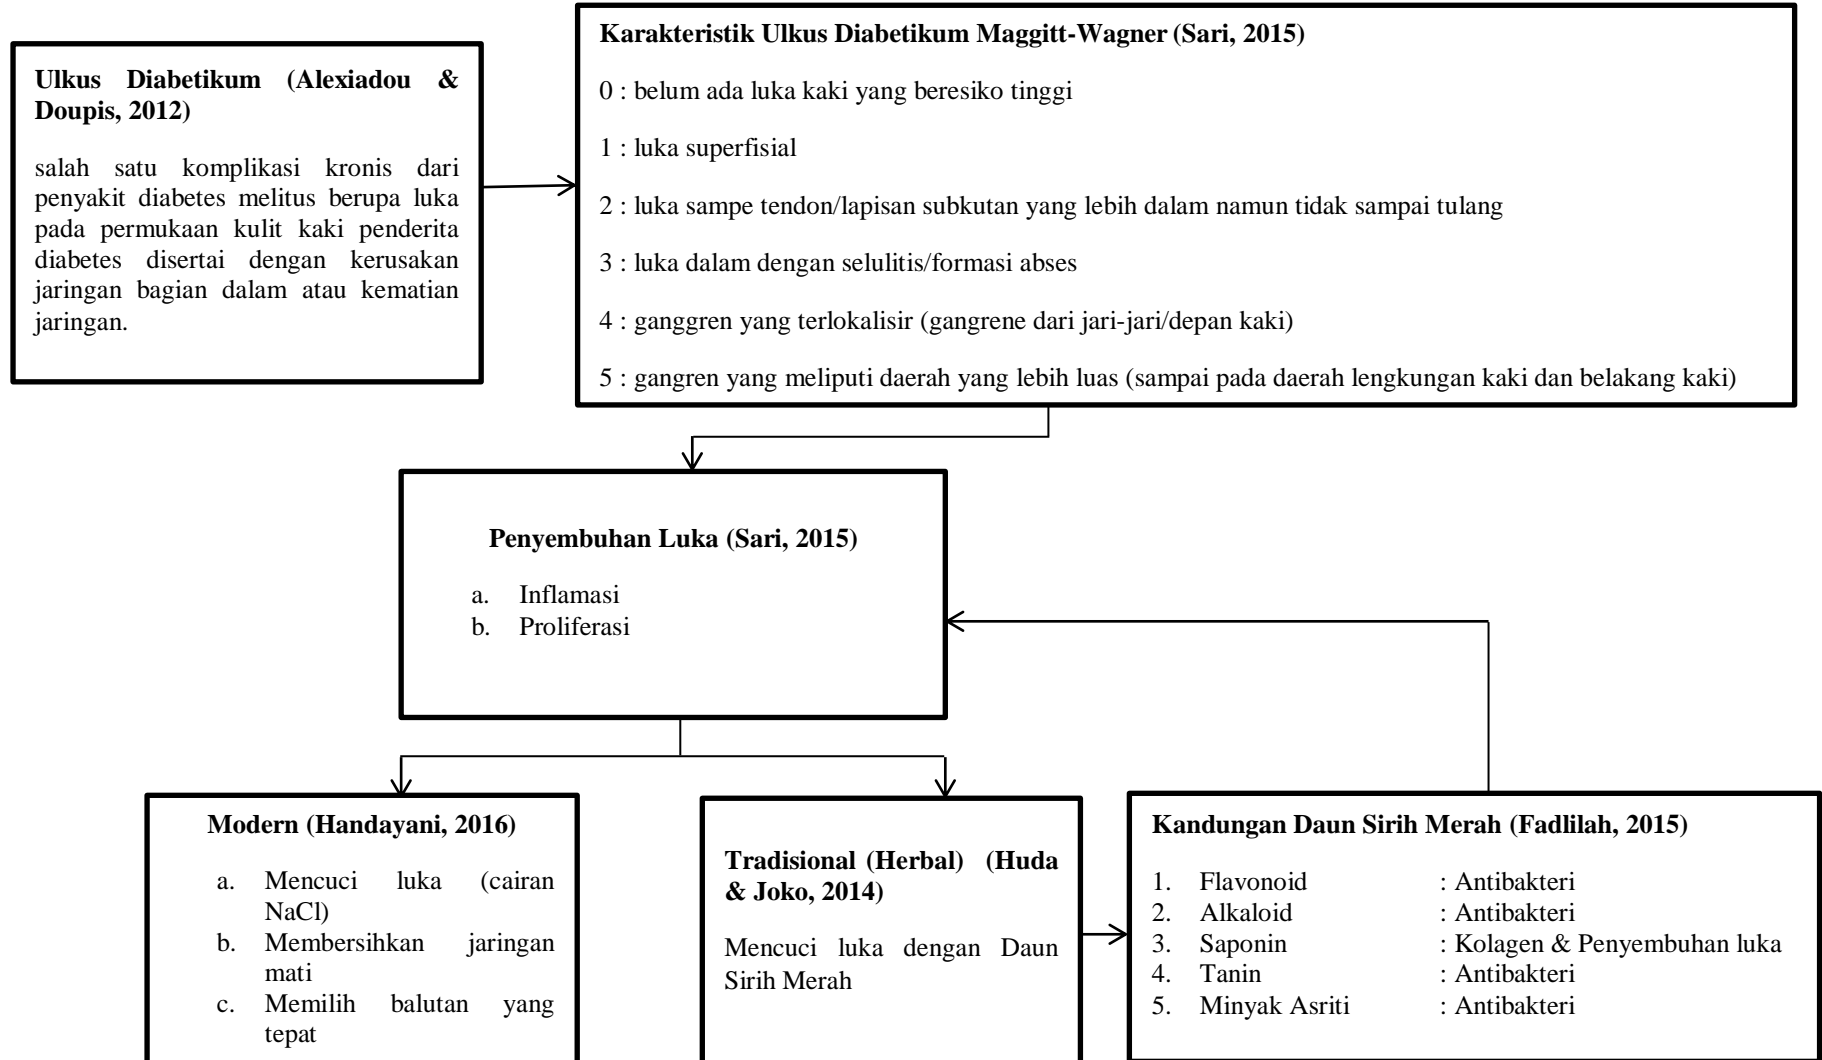 Ulkus Diabetikum (Alexiadou &
Doupis, 2012)
salah satu komplikasi kronis dari
penyakit diabetes melitus berupa luka
pada permukaan kulit kaki penderita
diabetes disertai dengan kerusakan
jaringan bagian dalam atau kematian
jaringan.
Karakteristik Ulkus Diabetikum Maggitt-Wagner (Sari, 2015)
0 : belum ada luka kaki yang beresiko tinggi
1 : luka superfisial
2 : luka sampe tendon/lapisan subkutan yang lebih dalam namun tidak sampai tulang
3 : luka dalam dengan selulitis/formasi abses
4 : ganggren yang terlokalisir (gangrene dari jari-jari/depan kaki)
5 : gangren yang meliputi daerah yang lebih luas (sampai pada daerah lengkungan kaki dan belakang kaki)
Penyembuhan Luka (Sari, 2015)
a. Inflamasi
b. Proliferasi
Modern (Handayani, 2016)
a. Mencuci luka (cairan
NaCl)
b. Membersihkan jaringan
mati
c. Memilih balutan yang
tepat
Tradisional (Herbal) (Huda
& Joko, 2014)
Mencuci luka dengan Daun
Sirih Merah
Kandungan Daun Sirih Merah (Fadlilah, 2015)
1. Flavonoid : Antibakteri
2. Alkaloid : Antibakteri
3. Saponin : Kolagen & Penyembuhan luka
4. Tanin : Antibakteri
5. Minyak Asriti : Antibakteri